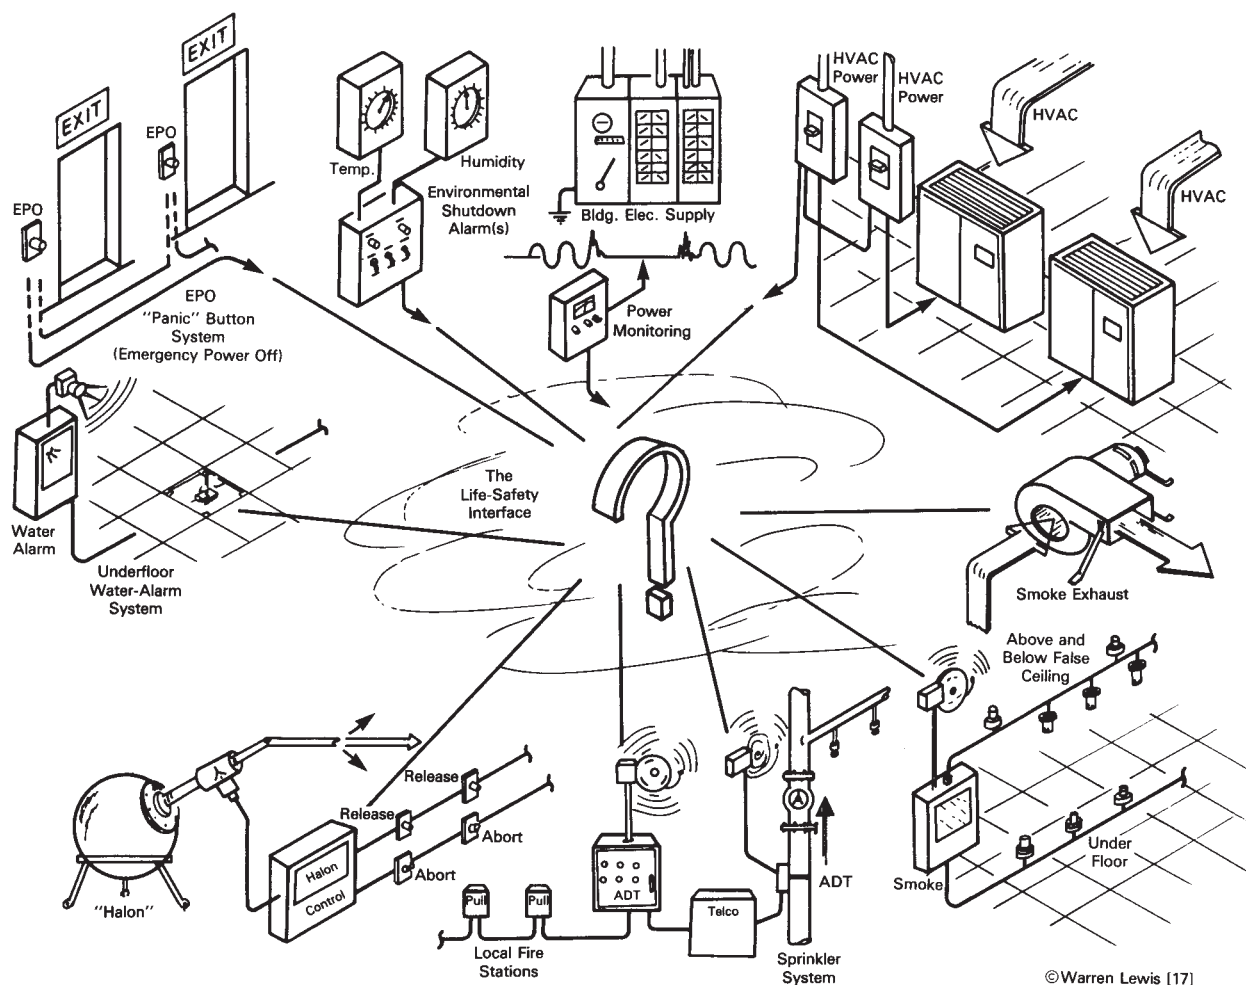 EXIT
EXIT
EPO
EPO
EPO
"Panic" Button
System
(Emergency Power Off)
Temp.
Humidity
Environmental
Shutdown
Alarm(s)
Bldg. Elec. Supply
Power
Monitoring
HVAC
Power
HVAC
Power
HVAC
HVAC
Water
Alarm
Underfloor
Water-Alarm
System
The
Life-Safety
Interface
Smoke Exhaust
Above and
Below False
Ceiling
Under
Floor
Smoke
"Halon"
Halon
Control
Release
Release
Abort
Abort
Pull
Pull
Local Fire
Stations
ADT
Telco
ADT
Sprinkler
System
©Warren Lewis [17]